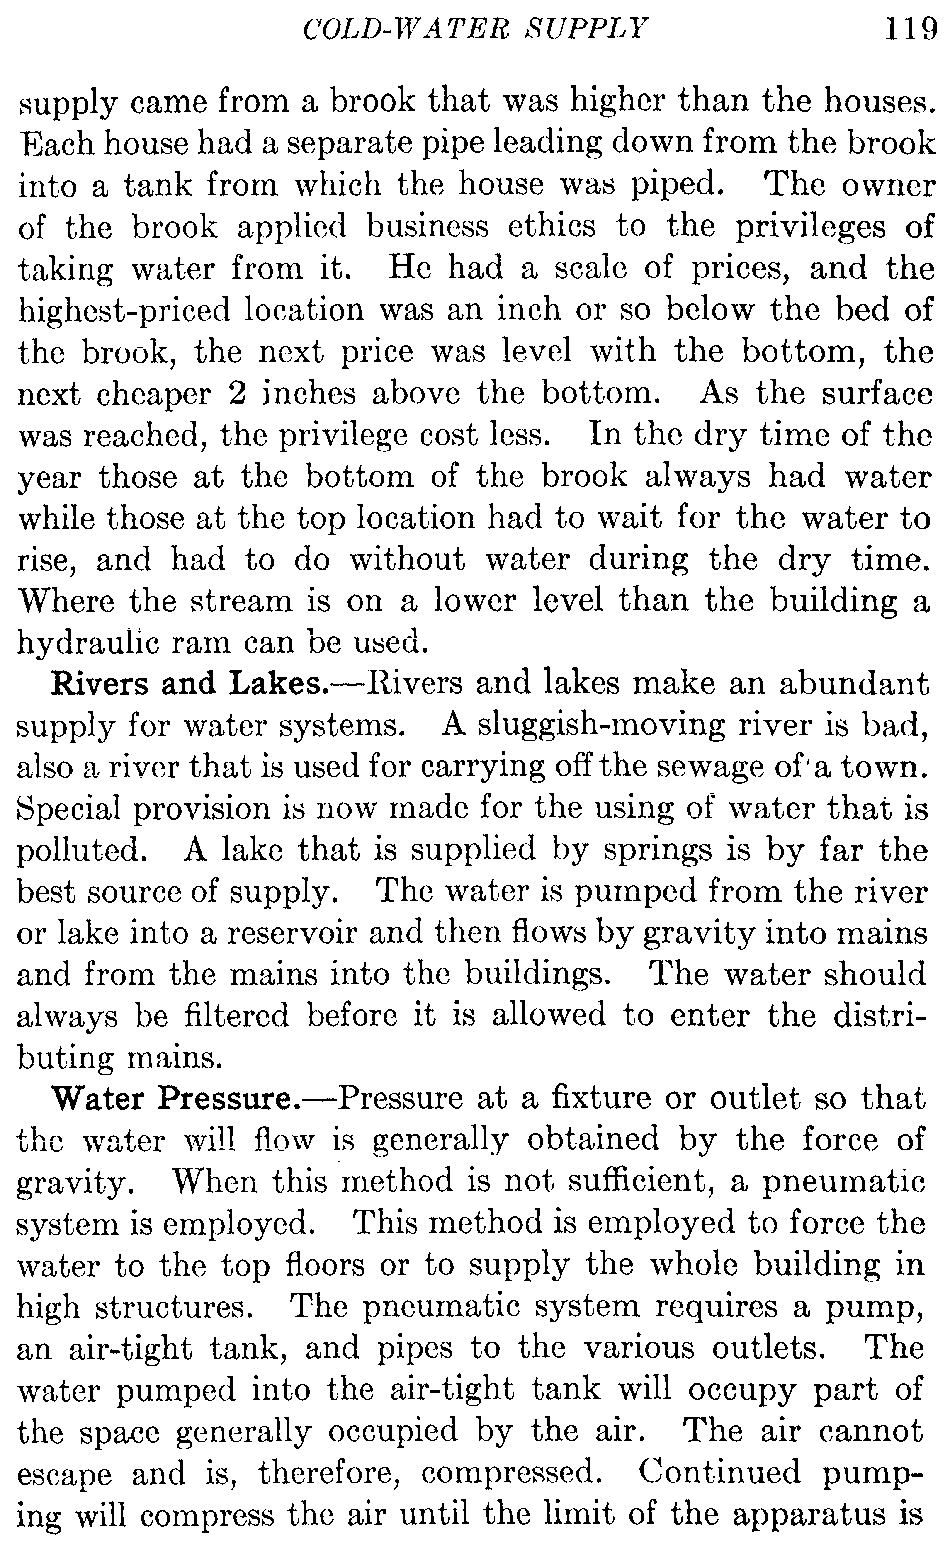 COLD-WATER SUPPLY 119
supply came from a brook that was higher than the houses.
Each house had a separate pipe leading down from the brook
into a tank from which the house was piped. The owner
of the brook applied business ethics to the privileges of
taking water from it. He had a scale of prices, and the
highest-priced location was an inch or so below the bed of
the brook, the next price was level with the bottom, the
next cheaper 2 inches above the bottom. As the surface
was reached, the privilege cost less. In the dry time of the
year those at the bottom of the brook always had water
while those at the top location had to wait for the water to
rise, and had to do without water during the dry time.
Where the stream is on a lower level than the building a
hydraulic ram can be used.
Rivers and Lakes.—Rivers and lakes make an abundant
supply for water systems. A sluggish-moving river is bad,
also a river that is used for carrying off the sewage of a town.
Special provision is now made for the using of water that is
polluted. A lake that is supplied by springs is by far the
best source of supply. The water is pumped from the river
or lake into a reservoir and then flows by gravity into mains
and from the mains into the buildings. The water should
always be filtered before it is allowed to enter the distri-
buting mains.
Water Pressure.—Pressure at a fixture or outlet so that
the water will flow is generally obtained by the force of
gravity. When this method is not sufficient, a pneumatic
system is employed. This method is employed to force the
water to the top floors or to supply the whole building in
high structures. The pneumatic system requires a pump,
an air-tight tank, and pipes to the various outlets. The
water pumped into the air-tight tank will occupy part of
the space generally occupied by the air. The air cannot
escape and is, therefore, compressed. Continued pump-
ing will compress the air until the limit of the apparatus is